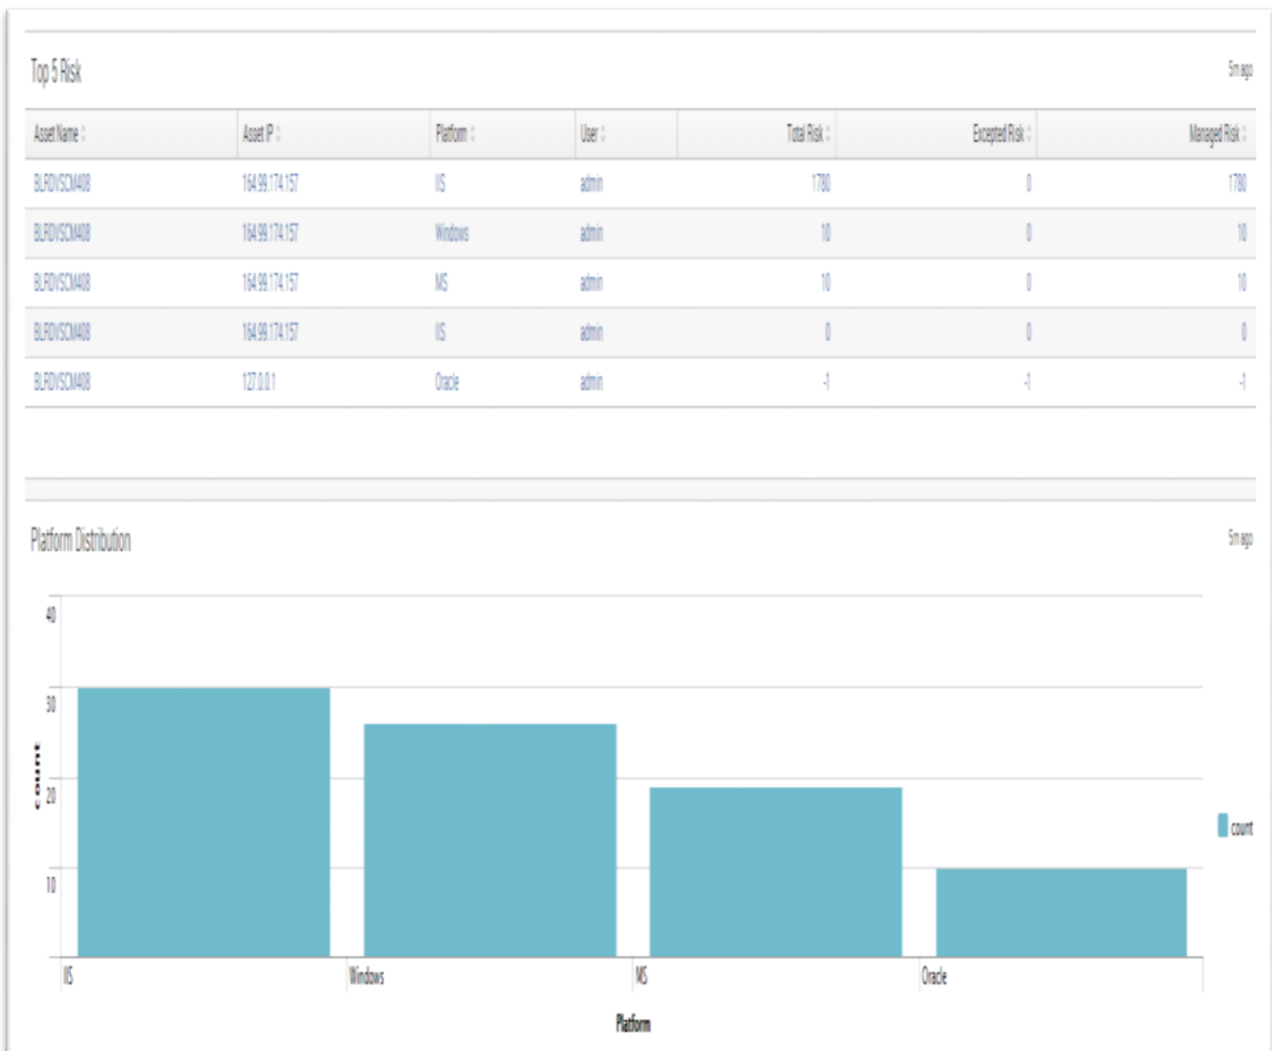 Top 5 Risk 5m ago
Asset Name Asset IP Platform User Total Risk Excepted Risk Managed Risk
BLRDVSCM408 164.99.174.157 IIS admin 1780 0 1780
BLRDVSCM408 164.99.174.157 Windows admin 10 0 10
BLRDVSCM408 164.99.174.157 MS admin 10 0 10
BLRDVSCM408 164.99.174.157 IIS admin 0 0 0
BLRDVSCM408 127.0.0.1 Oracle admin -1 -1 -1
Platform Distribution 5m ago
40
30
20
10
count
count
IIS Windows MS Oracle
Platform